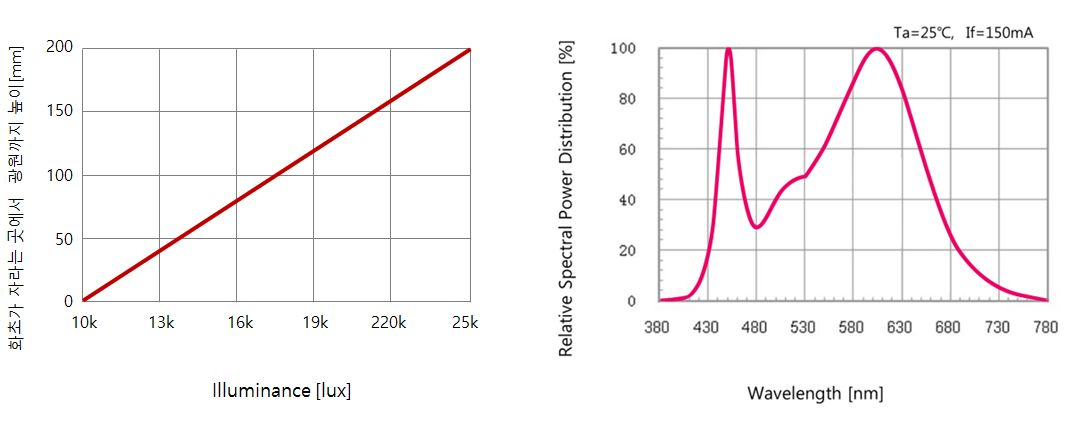 화초가 자라는 곳에서 광원까지 높이[mm]
200
150
100
50
0
10k 13k 16k 19k 220k 25k
Illuminance [lux]
Ta=25℃, If=150mA
Relative Spectral Power Distribution [%]
100
80
60
40
20
0
380 430 480 530 580 630 680 730 780
Wavelength [nm]